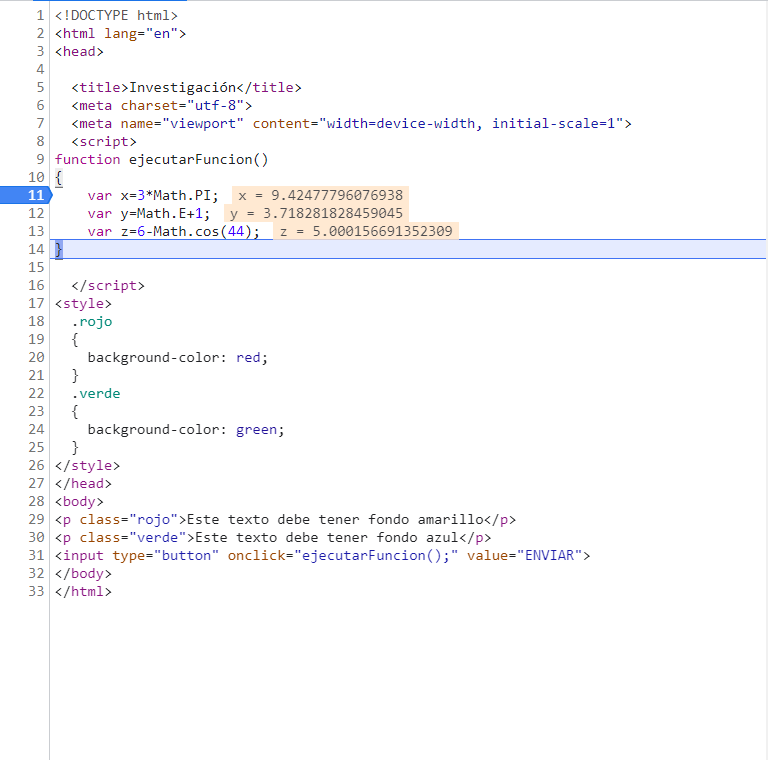 1 <!DOCTYPE html>
2 <html lang="en">
3 <head>
4
5 <title>Investigación</title>
6 <meta charset="utf-8">
7 <meta name="viewport" content="width=device-width, initial-scale=1">
8 <script>
9 function ejecutarFuncion()
10 {
11 var x=3*Math.PI; x = 9.42477796076938
12 var y=Math.E+1; y = 3.718281828459045
13 var z=6-Math.cos(44); z = 5.000156691352309
14 }
15
16 </script>
17 <style>
18 .rojo
19 {
20 background-color: red;
21 }
22 .verde
23 {
24 background-color: green;
25 }
26 </style>
27 </head>
28 <body>
29 <p class="rojo">Este texto debe tener fondo amarillo</p>
30 <p class="verde">Este texto debe tener fondo azul</p>
31 <input type="button" onclick="ejecutarFuncion();" value="ENVIAR">
32 </body>
33 </html>